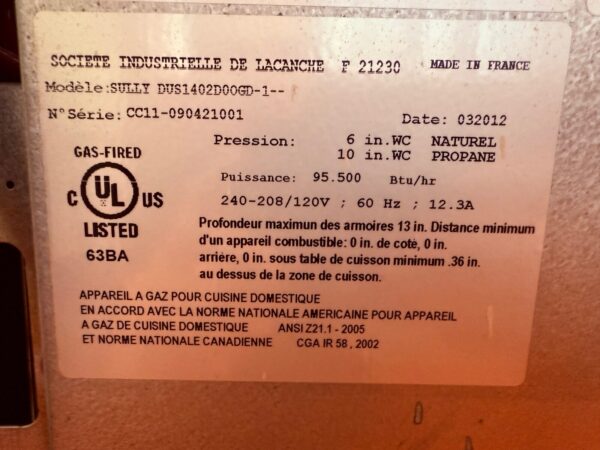 SOCIETE INDUSTRIELLE DE LACANCHE F 21230 MADE IN FRANCE
Modèle:SULLY DUS1402D00GD-1--
N° Série: CC11-090421001
Date: 032012
Pression: 6 in.WC NATUREL
10 in.WC PROPANE
Puissance: 95.500 Btu/hr
240-208/120V ; 60 Hz ; 12.3A
GAS-FIRED
C UL US
LISTED
63BA
Profondeur maximun des armoires 13 in. Distance minimum
d'un appareil combustible: 0 in. de coté, 0 in.
arriére, 0 in. sous table de cuisson minimum .36 in.
au dessus de la zone de cuisson.
APPAREIL A GAZ POUR CUISINE DOMESTIQUE
EN ACCORD AVEC LA NORME NATIONALE AMERICAINE POUR APPAREIL
A GAZ DE CUISINE DOMESTIQUE ANSI Z21.1 - 2005
ET NORME NATIONALE CANADIENNE CGA IR 58 , 2002